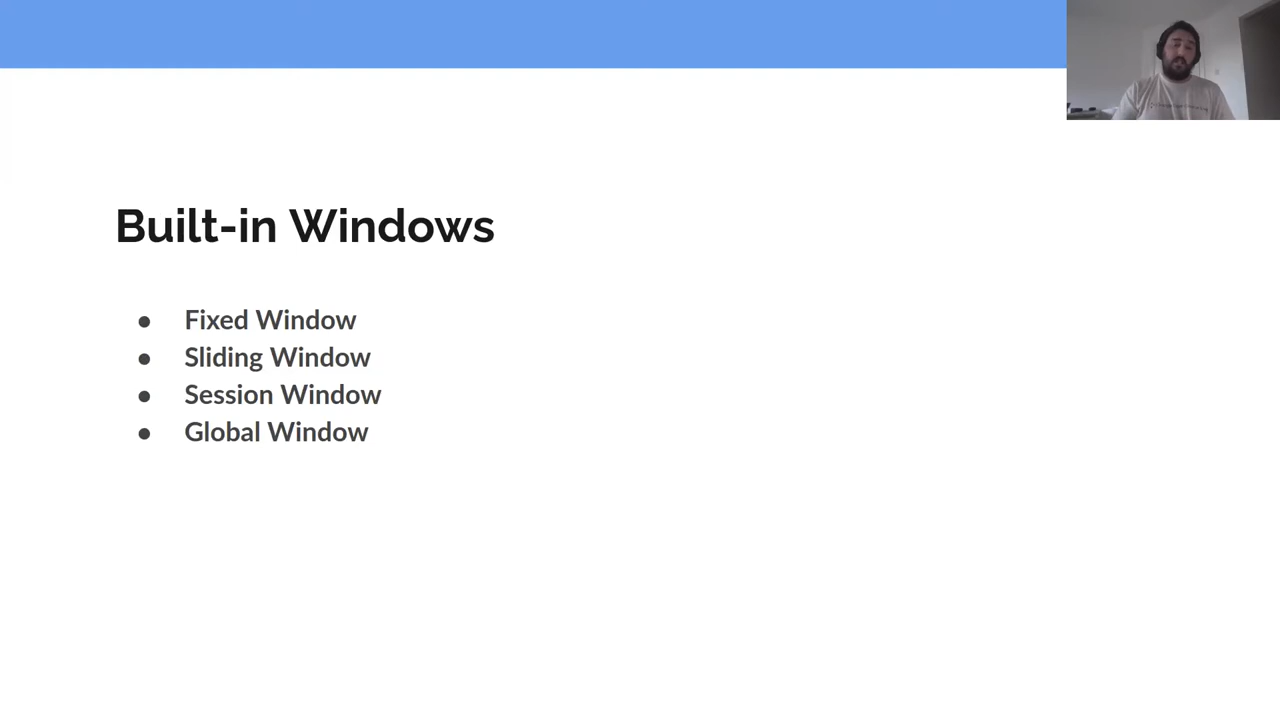 Built-in Windows
● Fixed Window
● Sliding Window
● Session Window
● Global Window